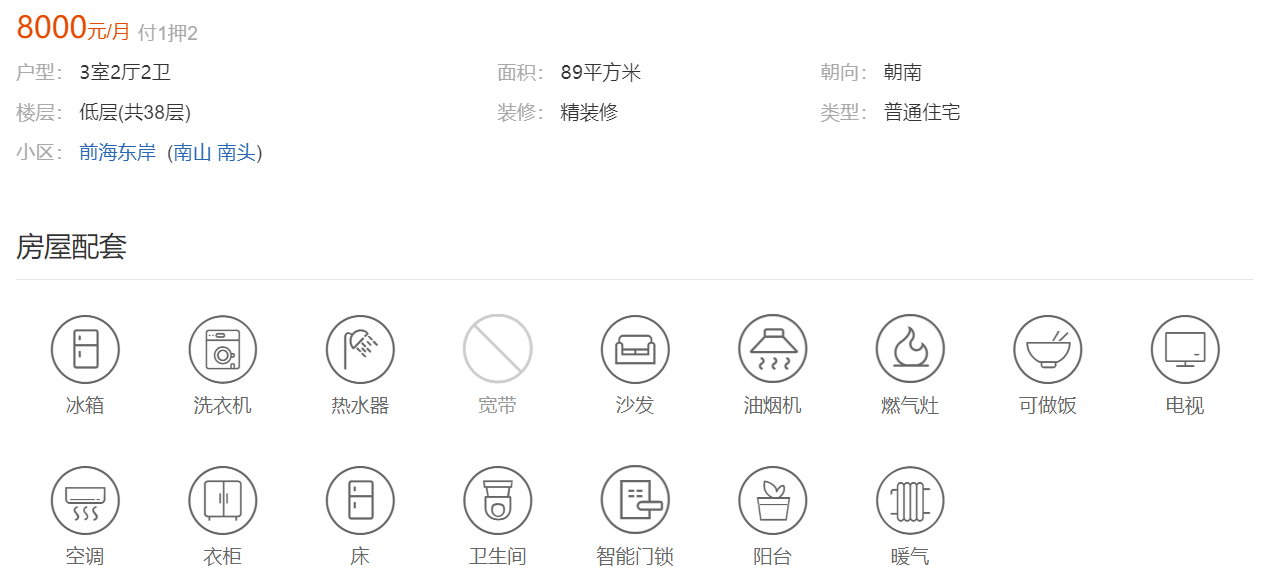 8000元/月 付1押2
户型: 3室2厅2卫 面积: 89平方米 朝向: 朝南
楼层: 低层(共38层) 装修: 精装修 类型: 普通住宅
小区: 前海东岸 (南山 南头)
房屋配套
冰箱 洗衣机 热水器 宽带 沙发 油烟机 燃气灶 可做饭 电视
空调 衣柜 床 卫生间 智能门锁 阳台 暖气